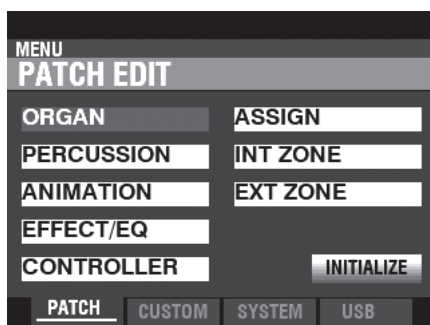 MENU
PATCH EDIT
ORGAN
ASSIGN
PERCUSSION
INT ZONE
ANIMATION
EXT ZONE
EFFECT/EQ
CONTROLLER
INITIALIZE
PATCH CUSTOM SYSTEM USB